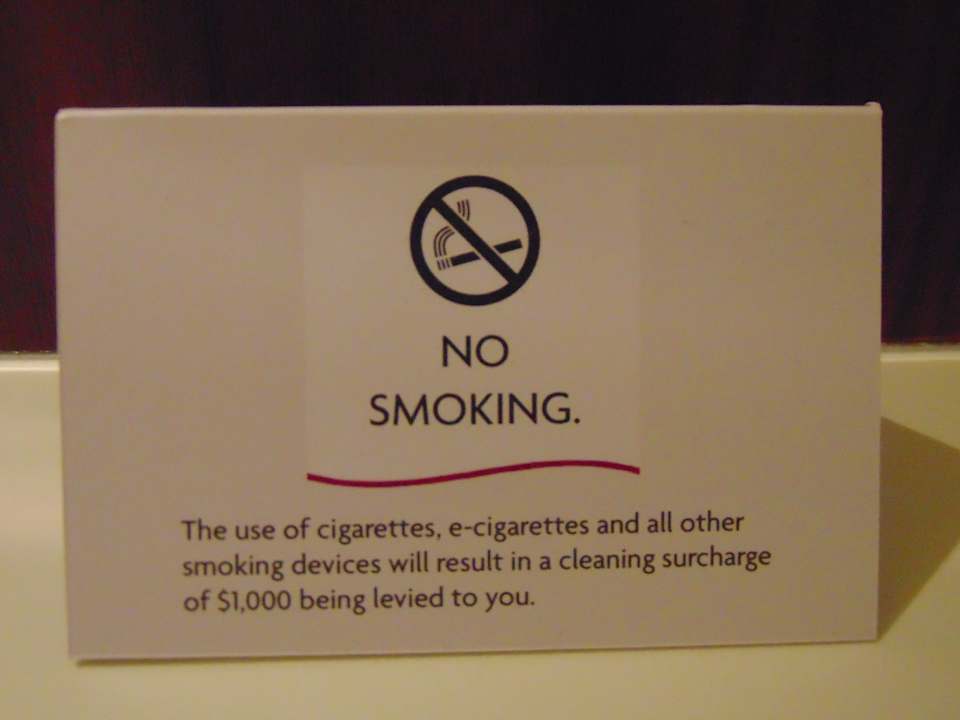 NO
SMOKING.
The use of cigarettes, e-cigarettes and all other
smoking devices will result in a cleaning surcharge
of $1,000 being levied to you.